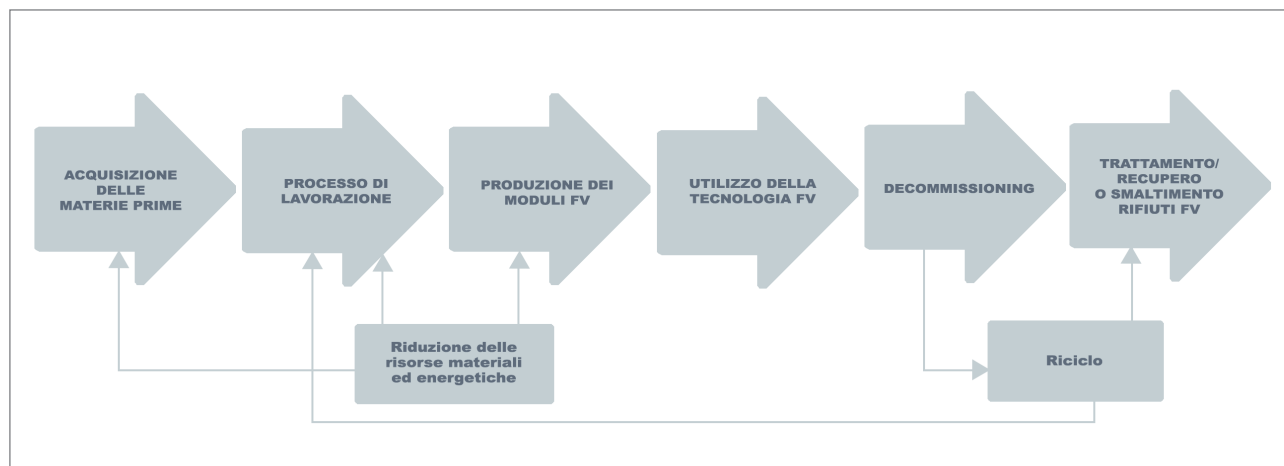 ACQUISIZIONE
DELLE
MATERIE PRIME
PROCESSO DI
LAVORAZIONE
PRODUZIONE DEI
MODULI FV
UTILIZZO DELLA
TECNOLOGIA FV
DECOMMISSIONING
TRATTAMENTO/
RECUPERO
O SMALTIMENTO
RIFIUTI FV
Riduzione delle
risorse materiali
ed energetiche
Riciclo